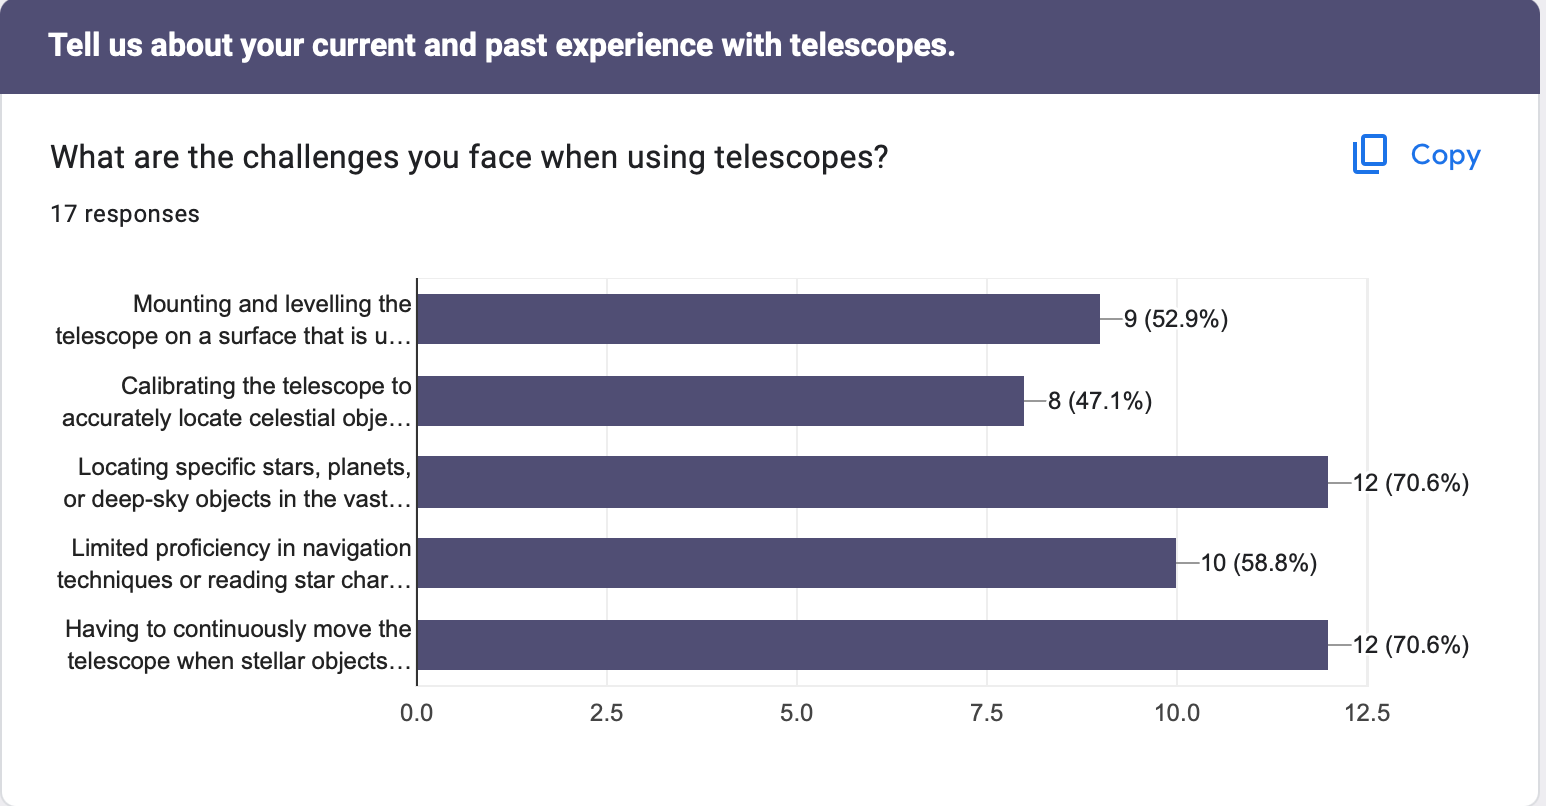 Tell us about your current and past experience with telescopes.
What are the challenges you face when using telescopes?
Copy
17 responses
Mounting and levelling the
telescope on a surface that is u...
9 (52.9%)
Calibrating the telescope to
accurately locate celestial obje...
8 (47.1%)
Locating specific stars, planets,
or deep-sky objects in the vast...
12 (70.6%)
Limited proficiency in navigation
techniques or reading star char...
10 (58.8%)
Having to continuously move the
telescope when stellar objects...
12 (70.6%)
0.0 2.5 5.0 7.5 10.0 12.5